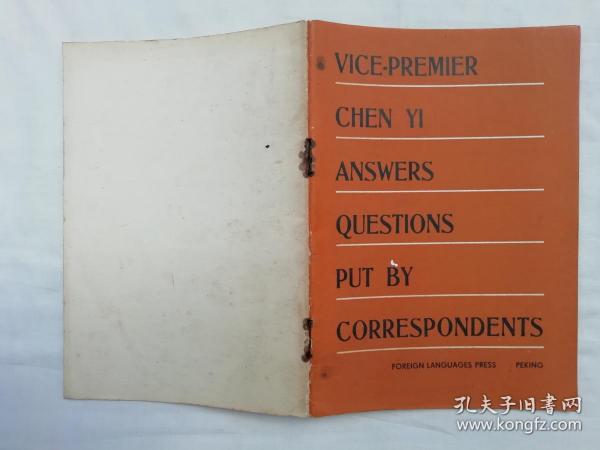 VICE-PREMIER
CHEN YI
ANSWERS
QUESTIONS
PUT BY
CORRESPONDENTS
FOREIGN LANGUAGES PRESS PEKING
孔夫子旧書网
www.kongfz.com